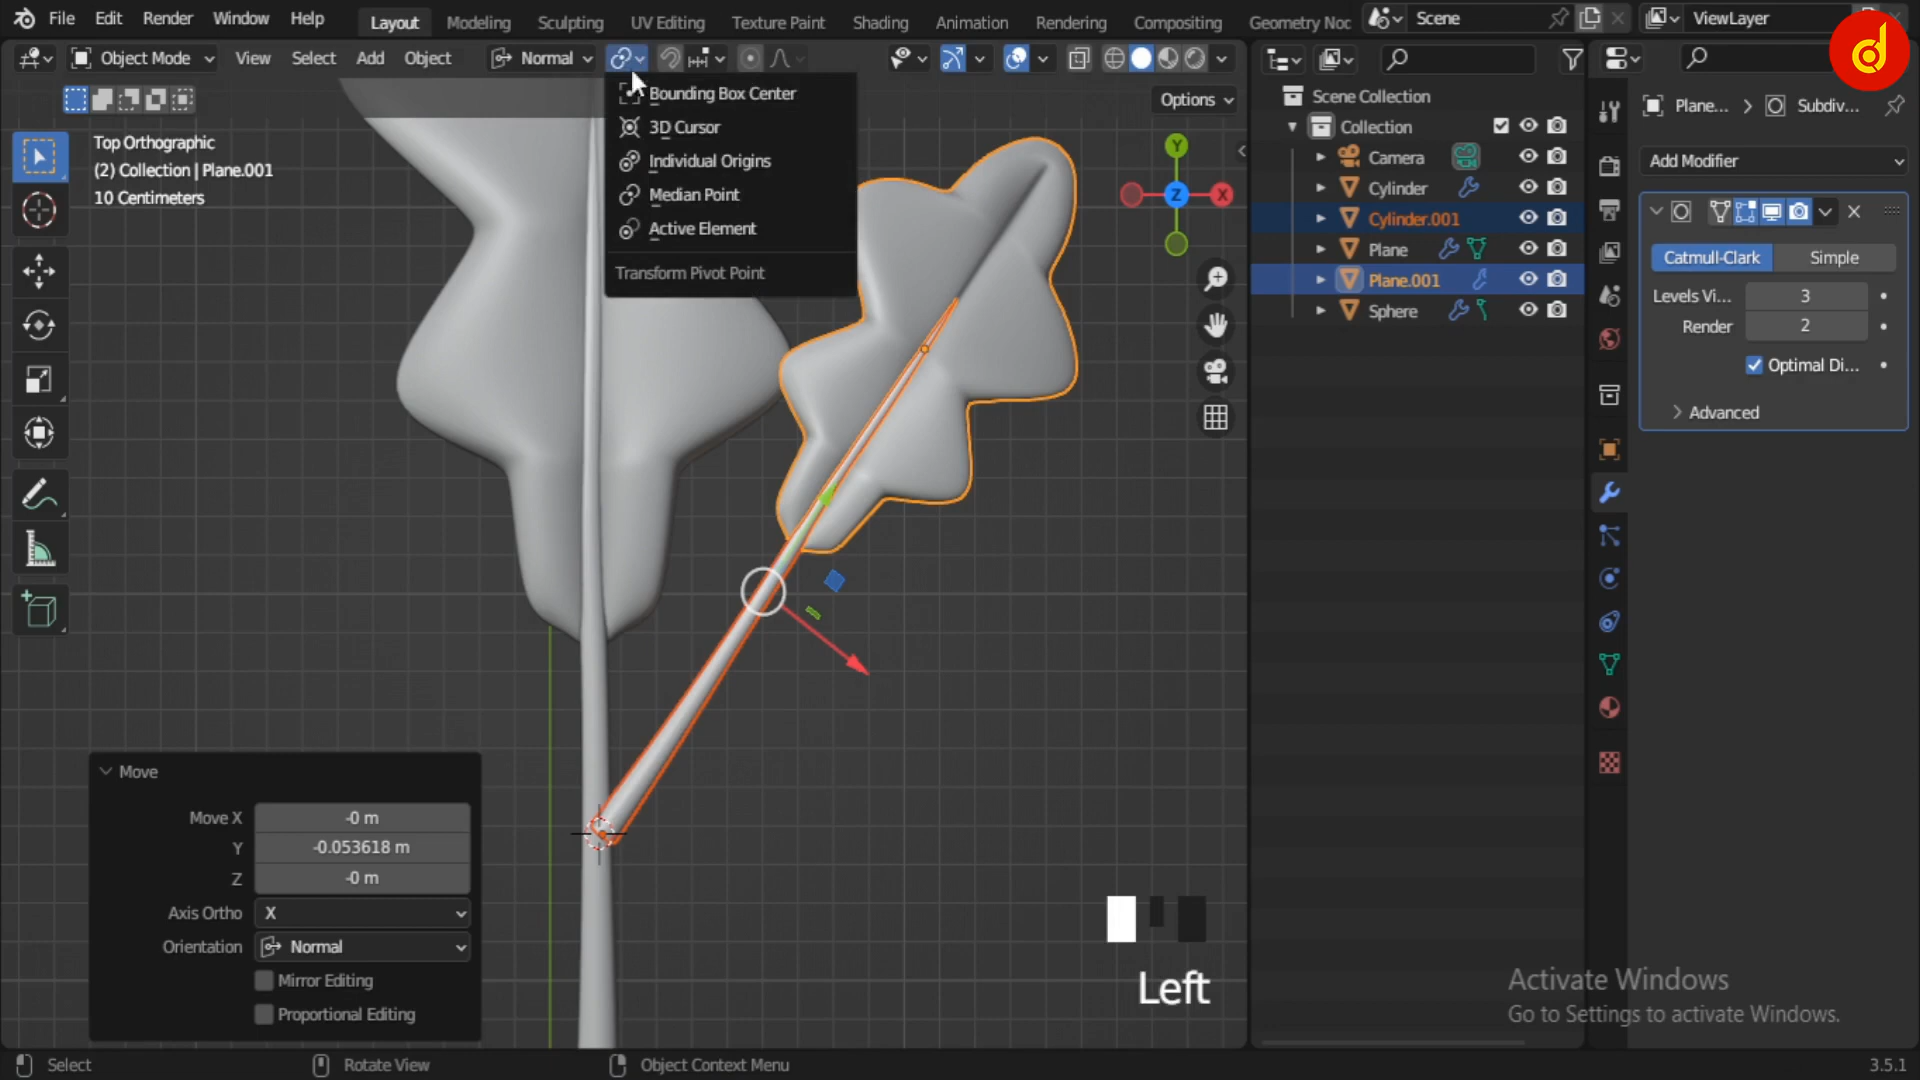 File Edit Render Window Help Layout Modeling Sculpting UV Editing Texture Paint Shading Animation Rendering Compositing Geometry Noc Scene ViewLayer
Object Mode View Select Add Object Normal
Options
Top Orthographic
(2) Collection | Plane.001
10 Centimeters
Bounding Box Center
3D Cursor
Individual Origins
Median Point
Active Element
Transform Pivot Point
Y
Z
X
Scene Collection
Collection
Camera
Cylinder
Cylinder.001
Plane
Plane.001
Sphere
Plane... > Subdiv...
Add Modifier
Catmull-Clark Simple
Levels Vi... 3
Render 2
Optimal Di...
Advanced
Move
Move X -0 m
Y -0.053618 m
Z -0 m
Axis Ortho X
Orientation Normal
Mirror Editing
Proportional Editing
Left
Activate Windows
Go to Settings to activate Windows.
Select Rotate View Object Context Menu 3.5.1